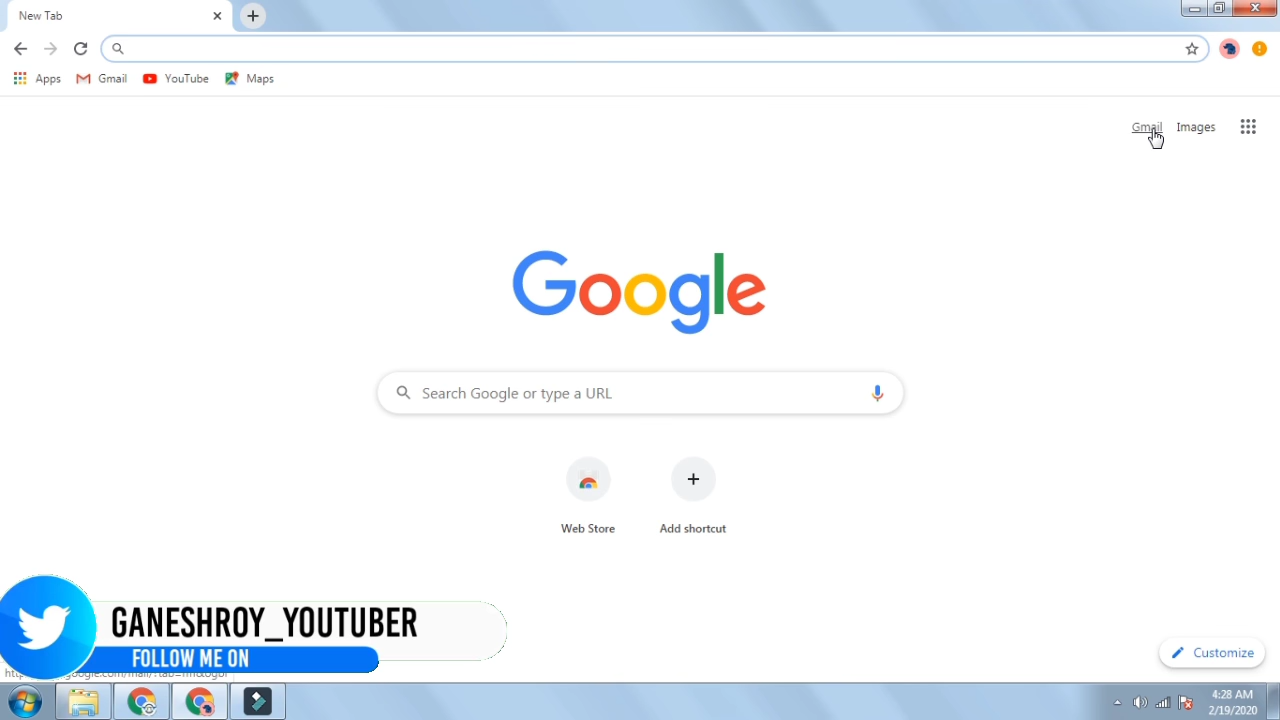 New Tab
Apps
Gmail
YouTube
Maps
Gmail
Images
Google
Search Google or type a URL
Web Store
Add shortcut
GANESHROY_YOUTUBER
FOLLOW ME ON
Customize
4:28 AM
2/19/2020